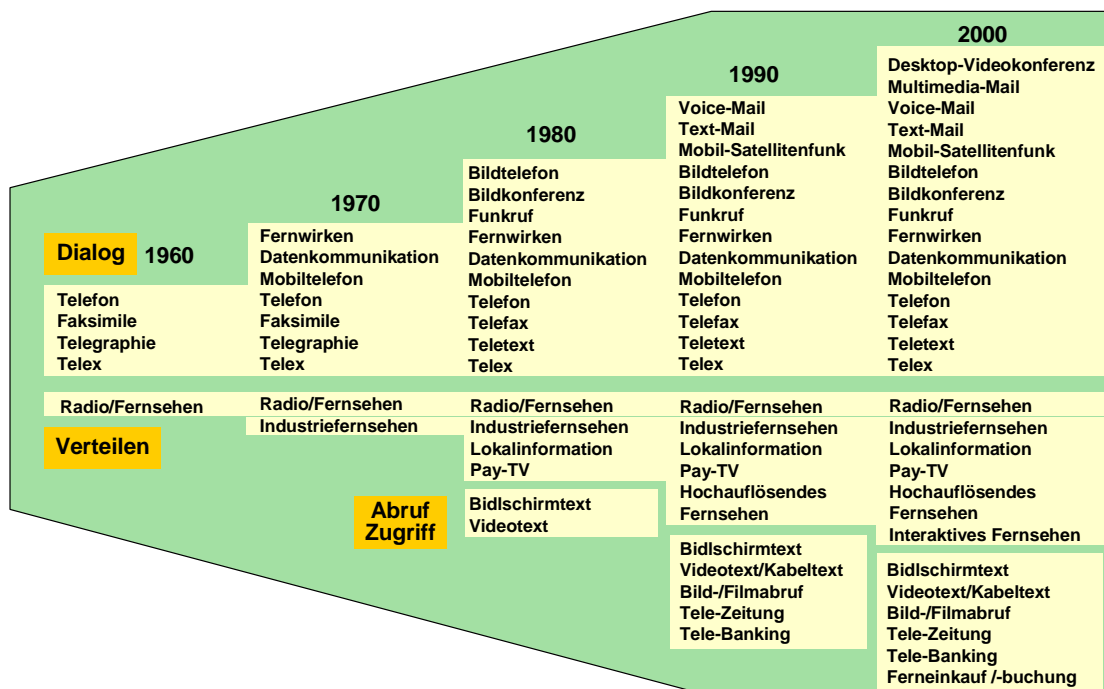 Dialog
1960
Telefon
Faksimile
Telegraphie
Telex
Radio/Fernsehen
Verteilen
1970
Fernwirken
Datenkommunikation
Mobiltelefon
Telefon
Faksimile
Telegraphie
Telex
Radio/Fernsehen
Industriefernsehen
Abruf
Zugriff
1980
Bildtelefon
Bildkonferenz
Funkruf
Fernwirken
Datenkommunikation
Mobiltelefon
Telefon
Telefax
Teletext
Telex
Radio/Fernsehen
Industriefernsehen
Lokalinformation
Pay-TV
Bidlschirmtext
Videotext
1990
Voice-Mail
Text-Mail
Mobil-Satellitenfunk
Bildtelefon
Bildkonferenz
Funkruf
Fernwirken
Datenkommunikation
Mobiltelefon
Telefon
Telefax
Teletext
Telex
Radio/Fernsehen
Industriefernsehen
Lokalinformation
Pay-TV
Hochauflösendes
Fernsehen
Bidlschirmtext
Videotext/Kabeltext
Bild-/Filmabruf
Tele-Zeitung
Tele-Banking
2000
Desktop-Videokonferenz
Multimedia-Mail
Voice-Mail
Text-Mail
Mobil-Satellitenfunk
Bildtelefon
Bildkonferenz
Funkruf
Fernwirken
Datenkommunikation
Mobiltelefon
Telefon
Telefax
Teletext
Telex
Radio/Fernsehen
Industriefernsehen
Lokalinformation
Pay-TV
Hochauflösendes
Fernsehen
Interaktives Fernsehen
Bidlschirmtext
Videotext/Kabeltext
Bild-/Filmabruf
Tele-Zeitung
Tele-Banking
Ferneinkauf /-buchung